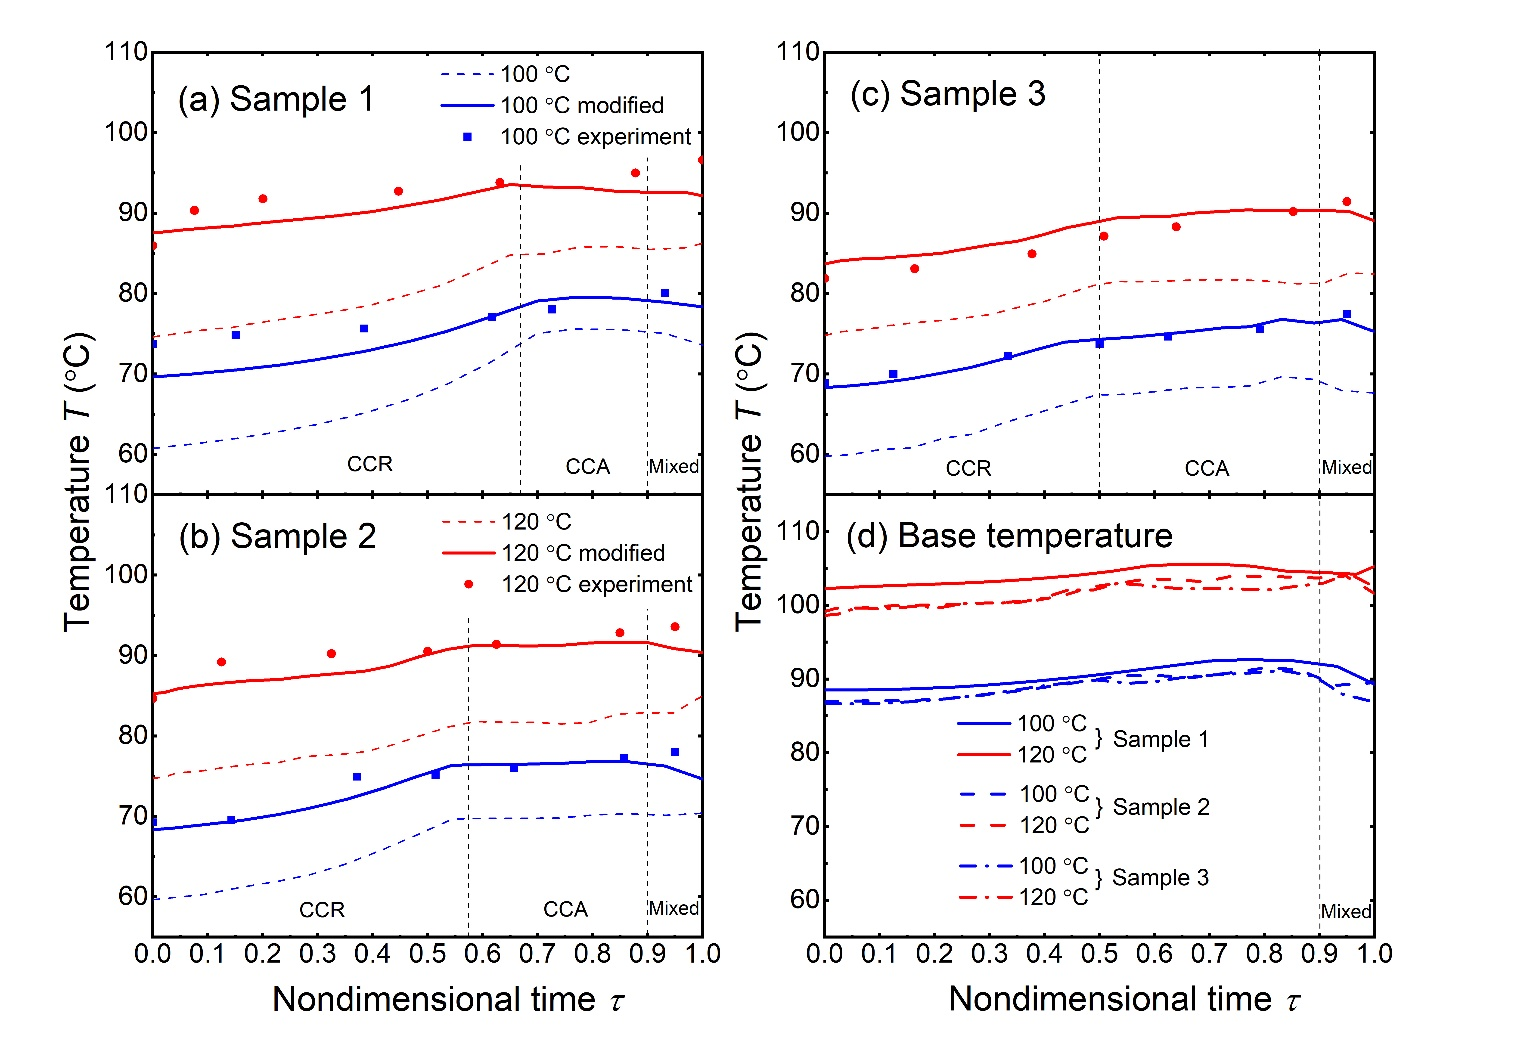 110
100
90
80
70
60
110
100
90
80
70
60
Temperature T (°C)
(a) Sample 1
100 °C
100 °C modified
100 °C experiment
CCR
CCA
Mixed
(b) Sample 2
120 °C
120 °C modified
120 °C experiment
CCR
CCA
Mixed
0.0 0.1 0.2 0.3 0.4 0.5 0.6 0.7 0.8 0.9 1.0
Nondimensional time τ
110
100
90
80
70
60
110
100
90
80
70
60
Temperature T (°C)
(c) Sample 3
CCR
CCA
Mixed
(d) Base temperature
100 °C
120 °C
} Sample 1
100 °C
120 °C
} Sample 2
100 °C
120 °C
} Sample 3
Mixed
0.0 0.1 0.2 0.3 0.4 0.5 0.6 0.7 0.8 0.9 1.0
Nondimensional time τ